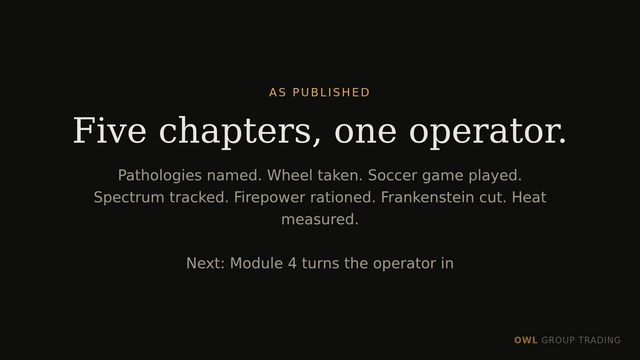 AS PUBLISHED
Five chapters, one operator.
Pathologies named. Wheel taken. Soccer game played.
Spectrum tracked. Firepower rationed. Frankenstein cut. Heat
measured.
Next: Module 4 turns the operator in
OWL GROUP TRADING